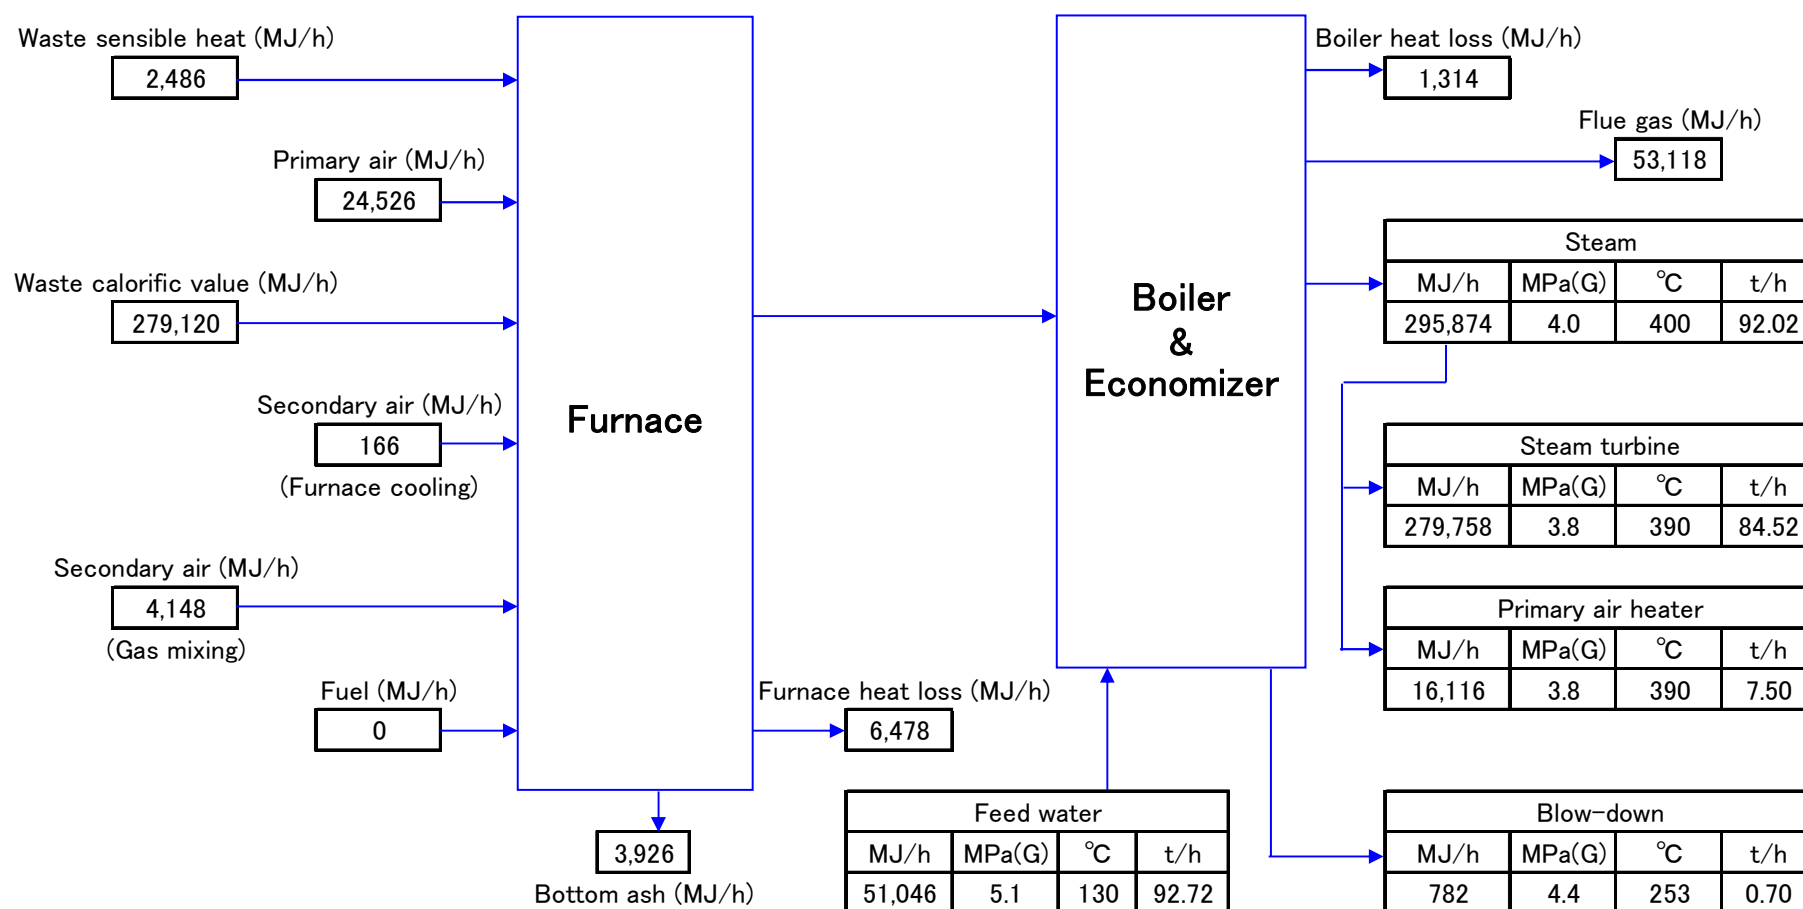 Waste sensible heat (MJ/h)
2,486
Primary air (MJ/h)
24,526
Waste calorific value (MJ/h)
279,120
Secondary air (MJ/h)
166
(Furnace cooling)
Secondary air (MJ/h)
4,148
(Gas mixing)
Fuel (MJ/h)
0
Furnace
Bottom ash (MJ/h)
3,926
Furnace heat loss (MJ/h)
6,478
Boiler
&
Economizer
Feed water
MJ/h MPa(G) ℃ t/h
51,046 5.1 130 92.72
Boiler heat loss (MJ/h)
1,314
Flue gas (MJ/h)
53,118
Steam
MJ/h MPa(G) ℃ t/h
295,874 4.0 400 92.02
Steam turbine
MJ/h MPa(G) ℃ t/h
279,758 3.8 390 84.52
Primary air heater
MJ/h MPa(G) ℃ t/h
16,116 3.8 390 7.50
Blow-down
MJ/h MPa(G) ℃ t/h
782 4.4 253 0.70